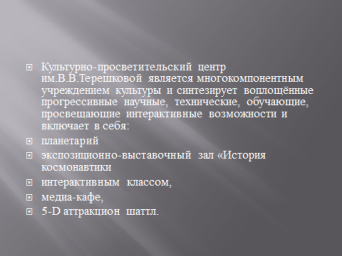 Культурно-просветительский центр
им.В.В.Терешковой является многокомпонентным
учреждением культуры и синтезирует воплощённые
прогрессивные научные, технические, обучающие,
просвещающие интерактивные возможности и
включает в себя:
планетарий
экспозиционно-выставочный зал «История
космонавтики
интерактивным классом,
медиа-кафе,
5-D аттракцион шаттл.